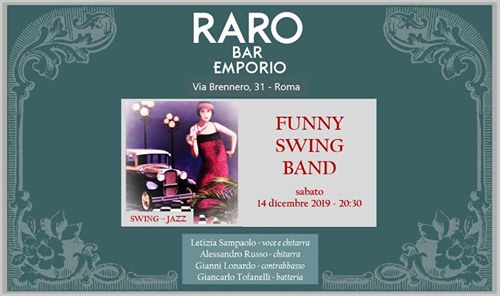 RARO
BAR
EMPORIO
Via Brennero, 31 - Roma
FUNNY
SWING
BAND
sabato
14 dicembre 2019 - 20:30
SWING – JAZZ
Letizia Sampaolo - voce e chitarra
Alessandro Russo - chitarra
Gianni Lonardo - contrabbasso
Giancarlo Tofanelli - batteria